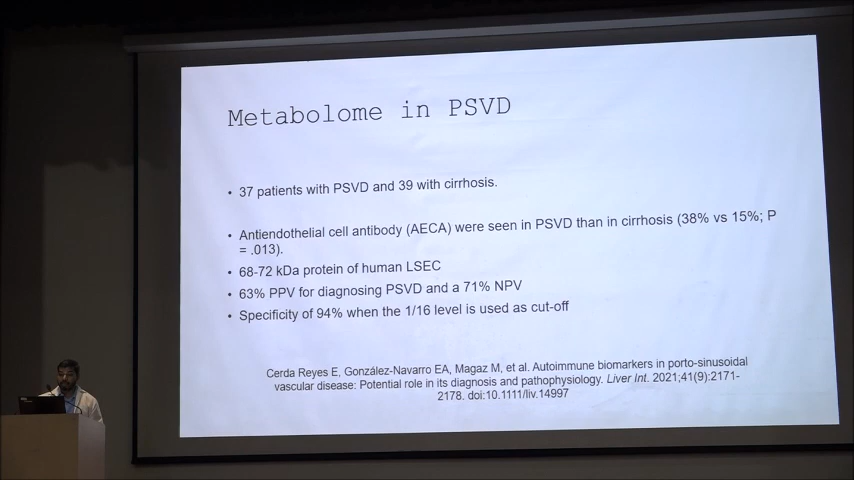 Metabolome in PSVD
• 37 patients with PSVD and 39 with cirrhosis.
• Antiendothelial cell antibody (AECA) were seen in PSVD than in cirrhosis (38% vs 15%; P
= .013).
• 68-72 kDa protein of human LSEC
• 63% PPV for diagnosing PSVD and a 71% NPV
• Specificity of 94% when the 1/16 level is used as cut-off
Cerda Reyes E, González-Navarro EA, Magaz M, et al. Autoimmune biomarkers in porto-sinusoidal
vascular disease: Potential role in its diagnosis and pathophysiology. Liver Int. 2021;41(9):2171-
2178. doi:10.1111/liv.14997